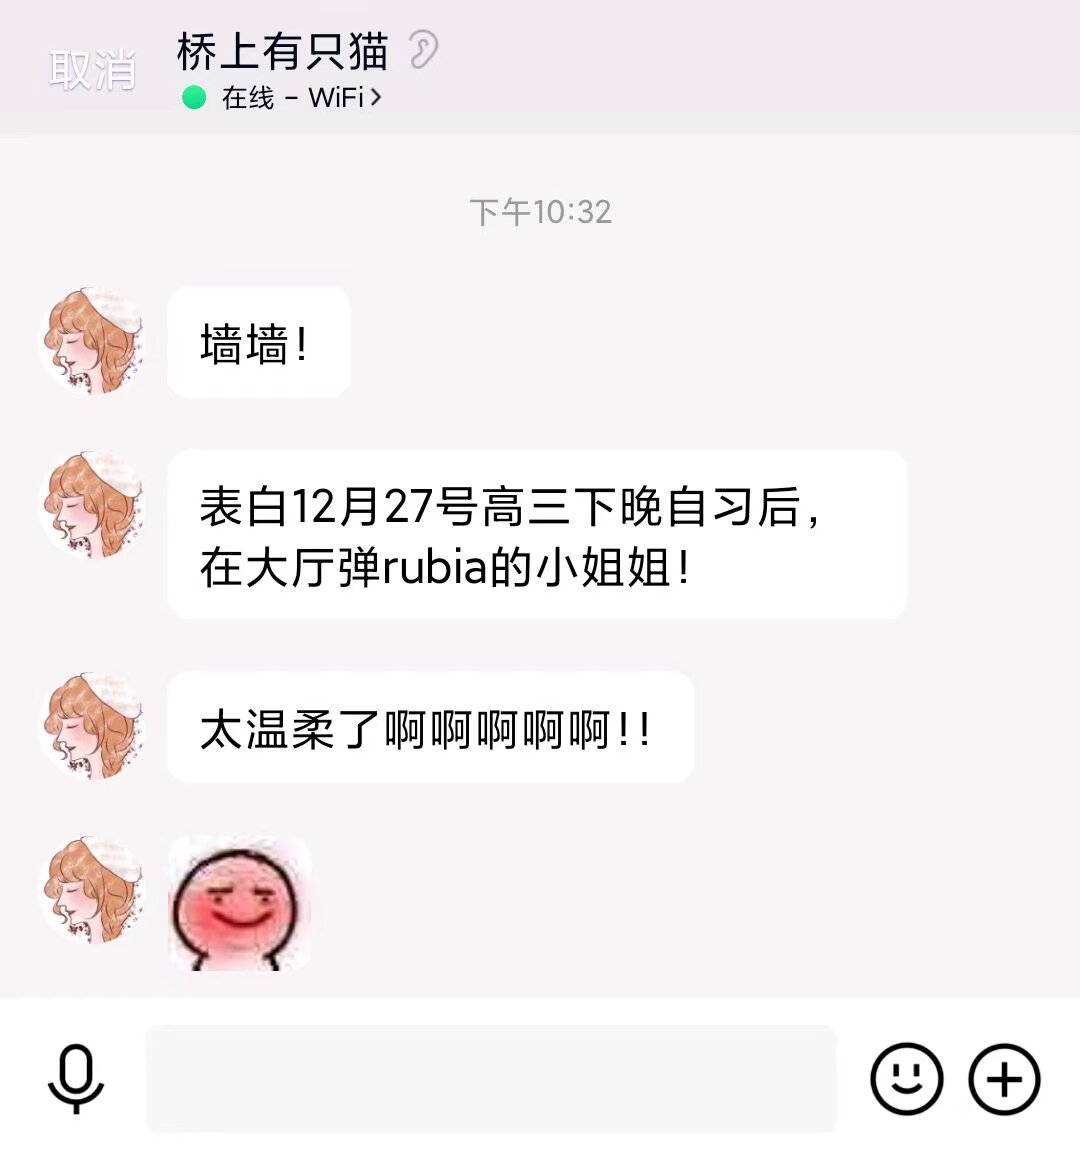 取消
桥上有只猫
在线 - WiFi>
下午10:32
墙墙！
表白12月27号高三下晚自习后，
在大厅弹rubia的小姐姐！
太温柔了啊啊啊啊啊！！